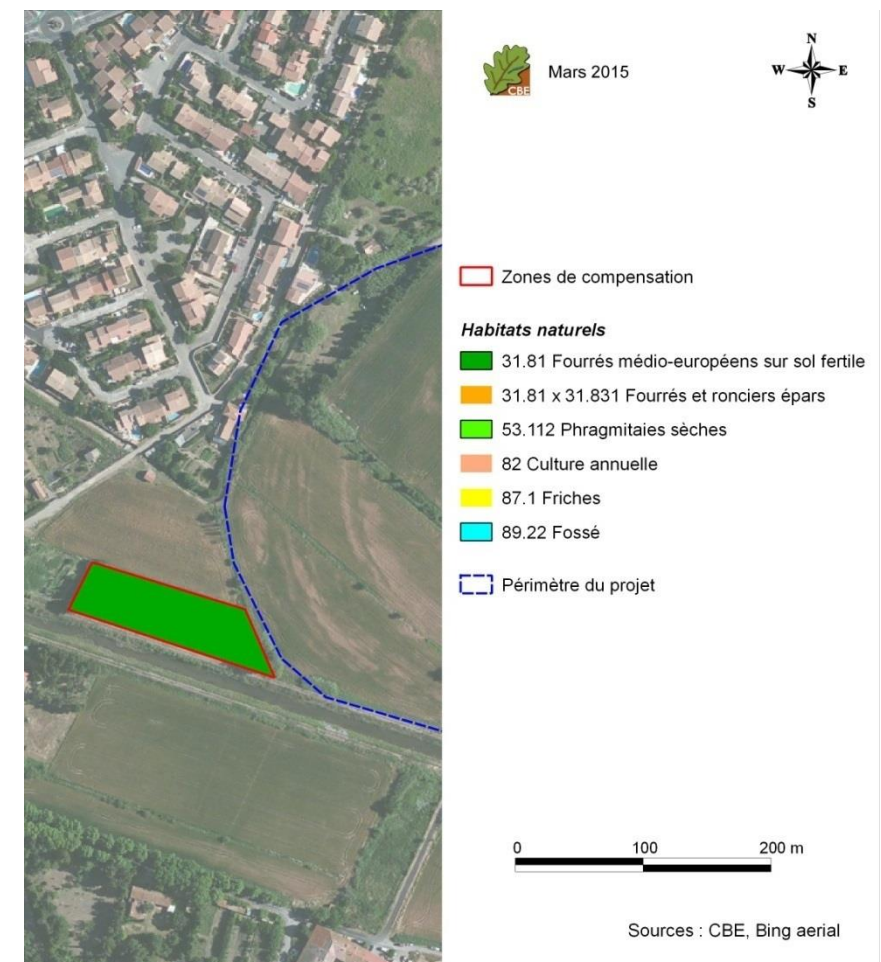 N
Mars 2015
W E
CBE
S
Zones de compensation
Habitats naturels
31.81 Fourrés médio-européens sur sol fertile
31.81 x 31.831 Fourrés et ronciers épars
53.112 Phragmitaies sèches
82 Culture annuelle
87.1 Friches
89.22 Fossé
Périmètre du projet
0 100 200 m
Sources : CBE, Bing aerial